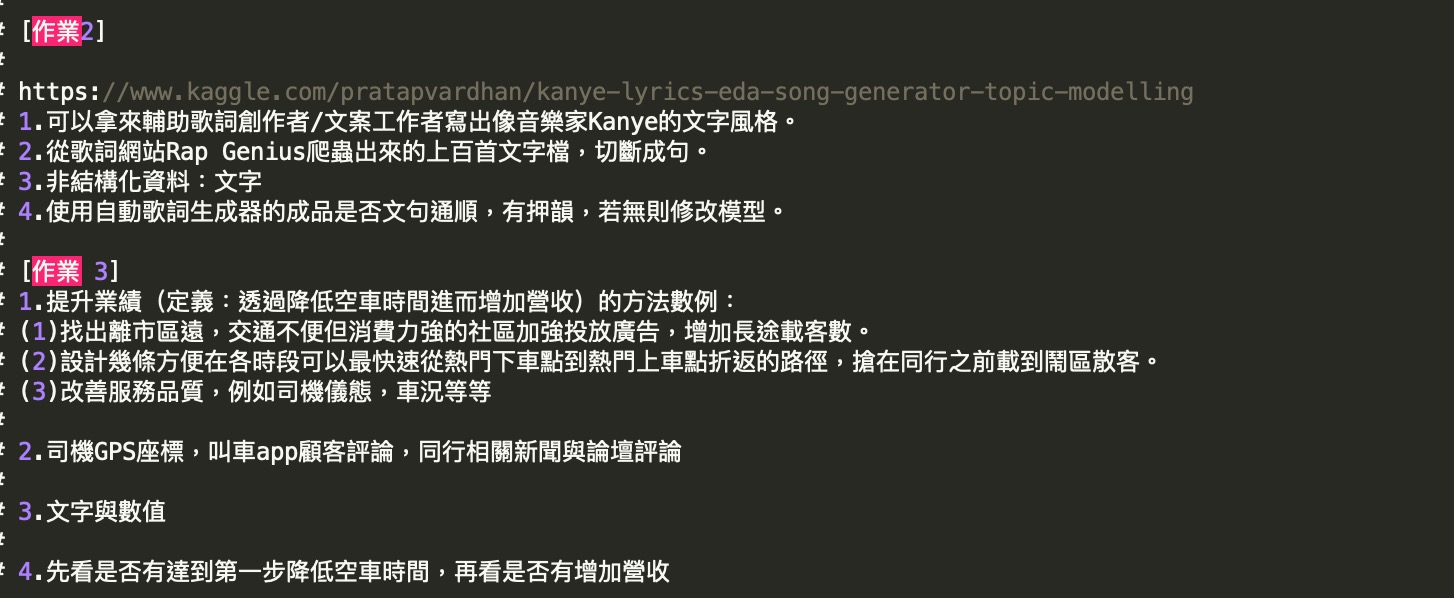 #
# [作業2]
#
# https://www.kaggle.com/pratapvardhan/kanye-lyrics-eda-song-generator-topic-modelling
# 1.可以拿來輔助歌詞創作者/文案工作者寫出像音樂家Kanye的文字風格。
# 2.從歌詞網站Rap Genius爬蟲出來的上百首文字檔，切斷成句。
# 3.非結構化資料：文字
# 4.使用自動歌詞生成器的成品是否文句通順，有押韻，若無則修改模型。
#
# [作業 3]
# 1.提升業績（定義：透過降低空車時間進而增加營收）的方法數例：
# (1)找出離市區遠，交通不便但消費力強的社區加強投放廣告，增加長途載客數。
# (2)設計幾條方便在各時段可以最快速從熱門下車點到熱門上車點折返的路徑，搶在同行之前載到鬧區散客。
# (3)改善服務品質，例如司機儀態，車況等等
#
# 2.司機GPS座標，叫車app顧客評論，同行相關新聞與論壇評論
#
# 3.文字與數值
#
# 4.先看是否有達到第一步降低空車時間，再看是否有增加營收